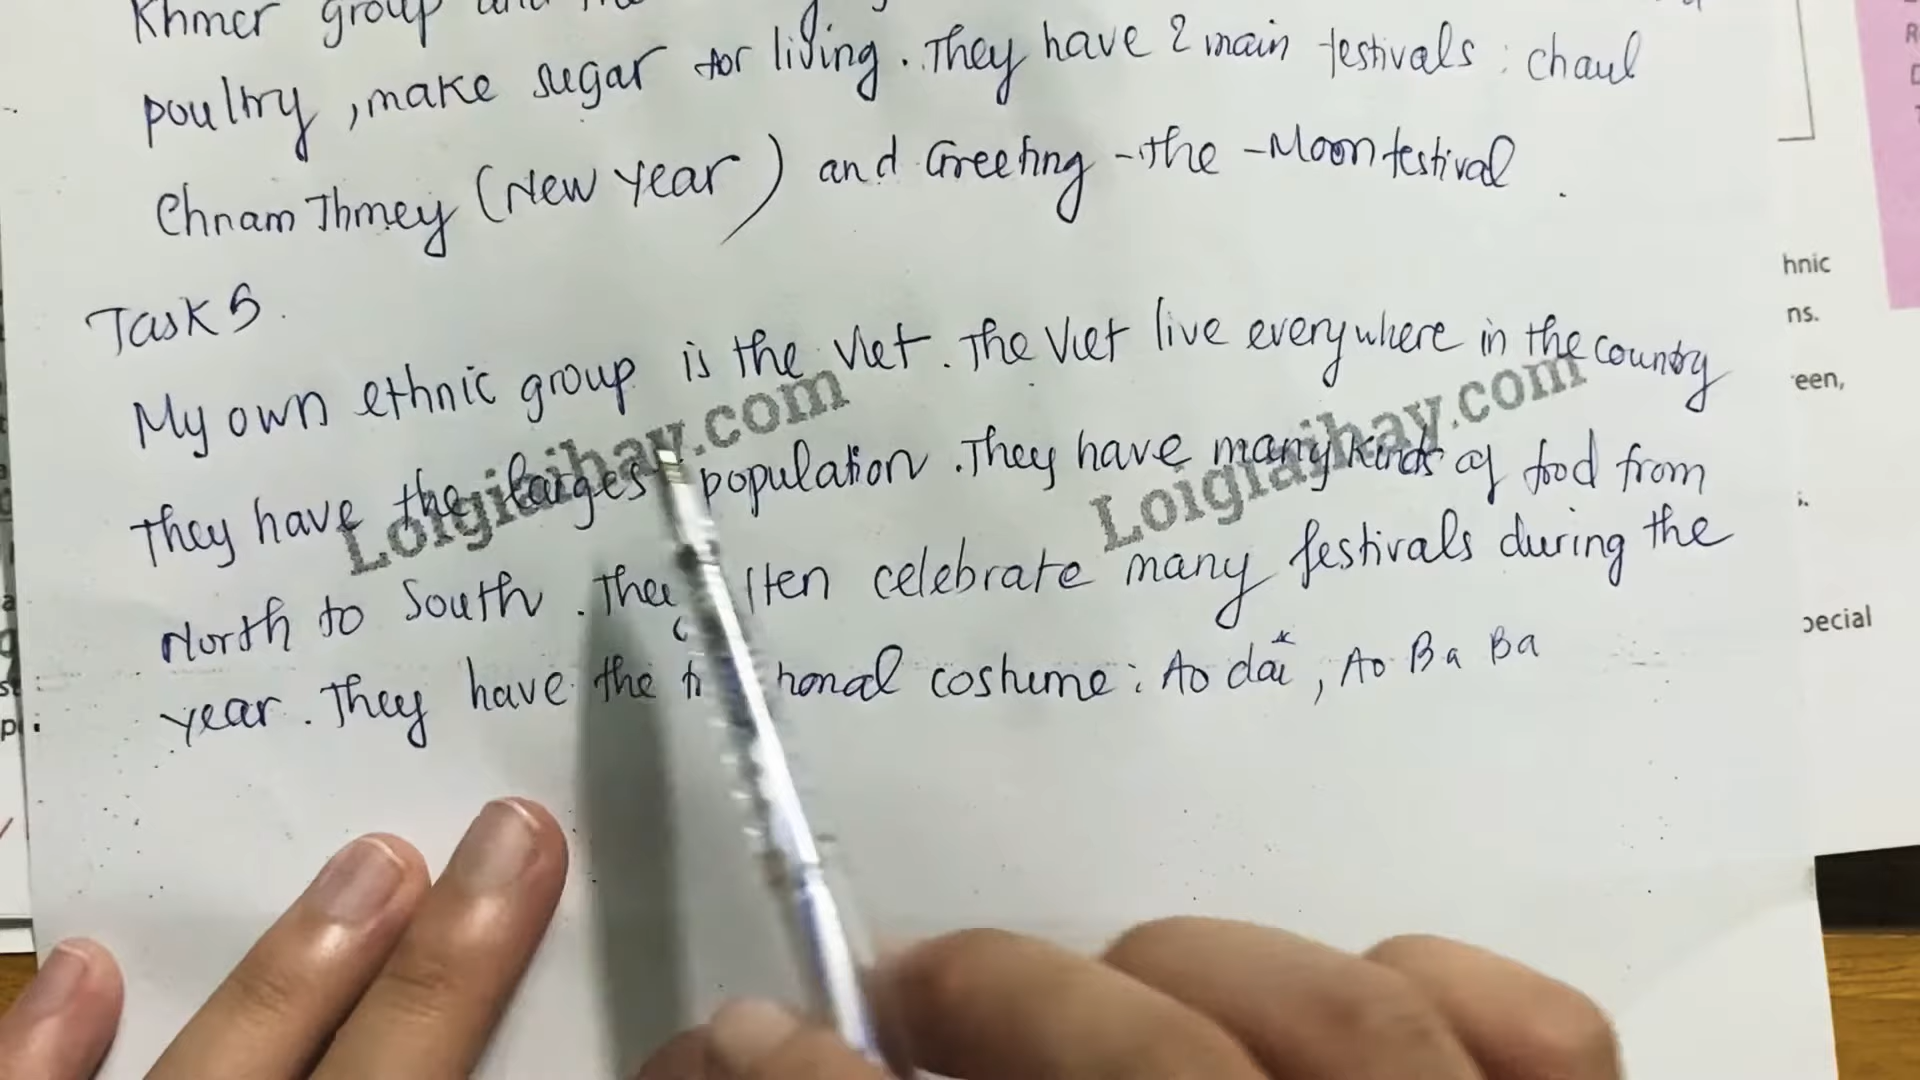 Khmer group and the
poultry, make sugar for living. They have 2 main festivals: Chaul
Chnam Thmey (New Year) and Greeting-the-Moon festival.
Task 5.
My own ethnic group is the Viet. The Viet live everywhere in the country
They have the largest population. They have many kinds of food from
North to South. They often celebrate many festivals during the
year. They have the costume: Ao dai, Ao Ba Ba
Loigiaihay.com
Loigiaihay.com
hnic
ns.
een,
pecial